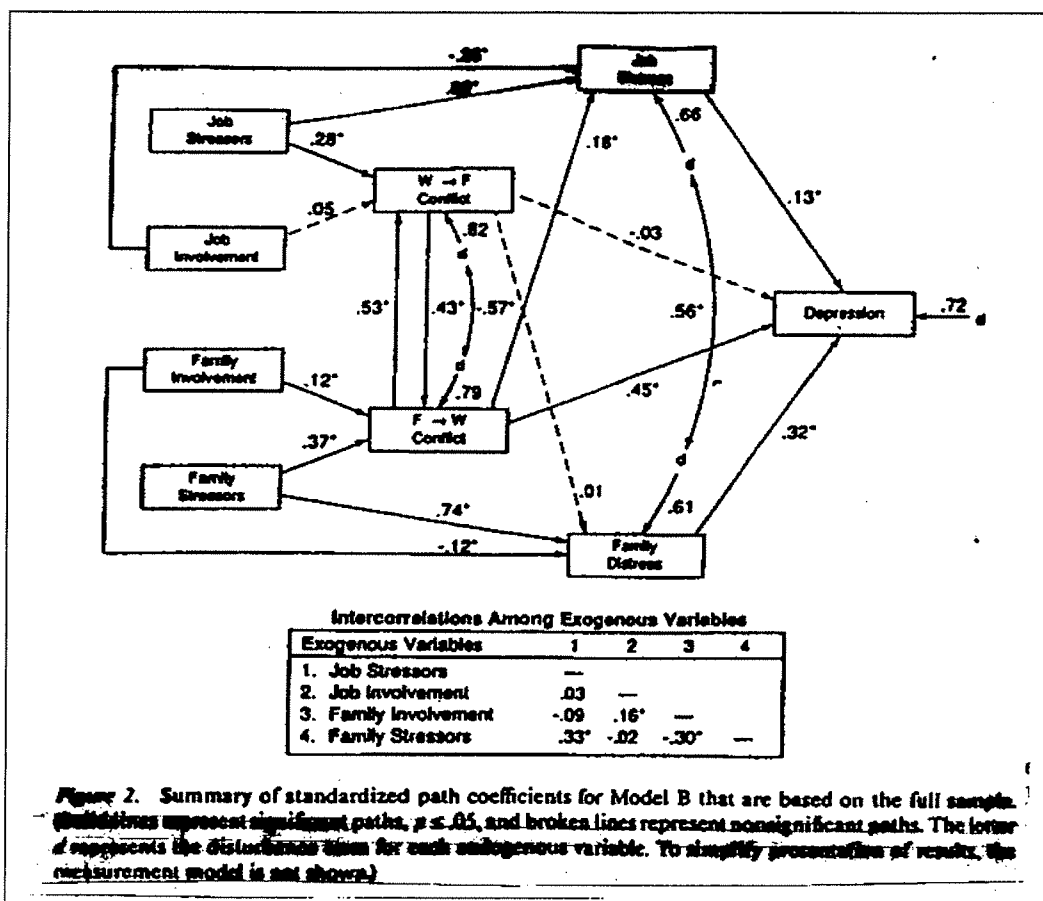 Job
Distress
.66
Job
Stressors
.28*
W → F
Conflict
.18*
d
.13*
.05
.82
-.03
Job
Involvement
d
.53*
.43*
-.57*
.56*
Depression
.72
d
Family
Involvement
.12*
d
.79
.45*
F → W
Conflict
.37*
.32*
d
Family
Stressors
.01
.61
.74*
-.12*
Family
Distress
Intercorrelations Among Exogenous Variables
Exogenous Variables 1 2 3 4
1. Job Stressors —
2. Job Involvement .03 —
3. Family Involvement -.09 .16* —
4. Family Stressors .33* -.02 -.30* —
Figure 2. Summary of standardized path coefficients for Model B that are based on the full sample.
(Solid lines represent significant paths, p ≤ .05, and broken lines represent nonsignificant paths. The letter
d represents the disturbance term for each endogenous variable. To simplify presentation of results, the
measurement model is not shown.)